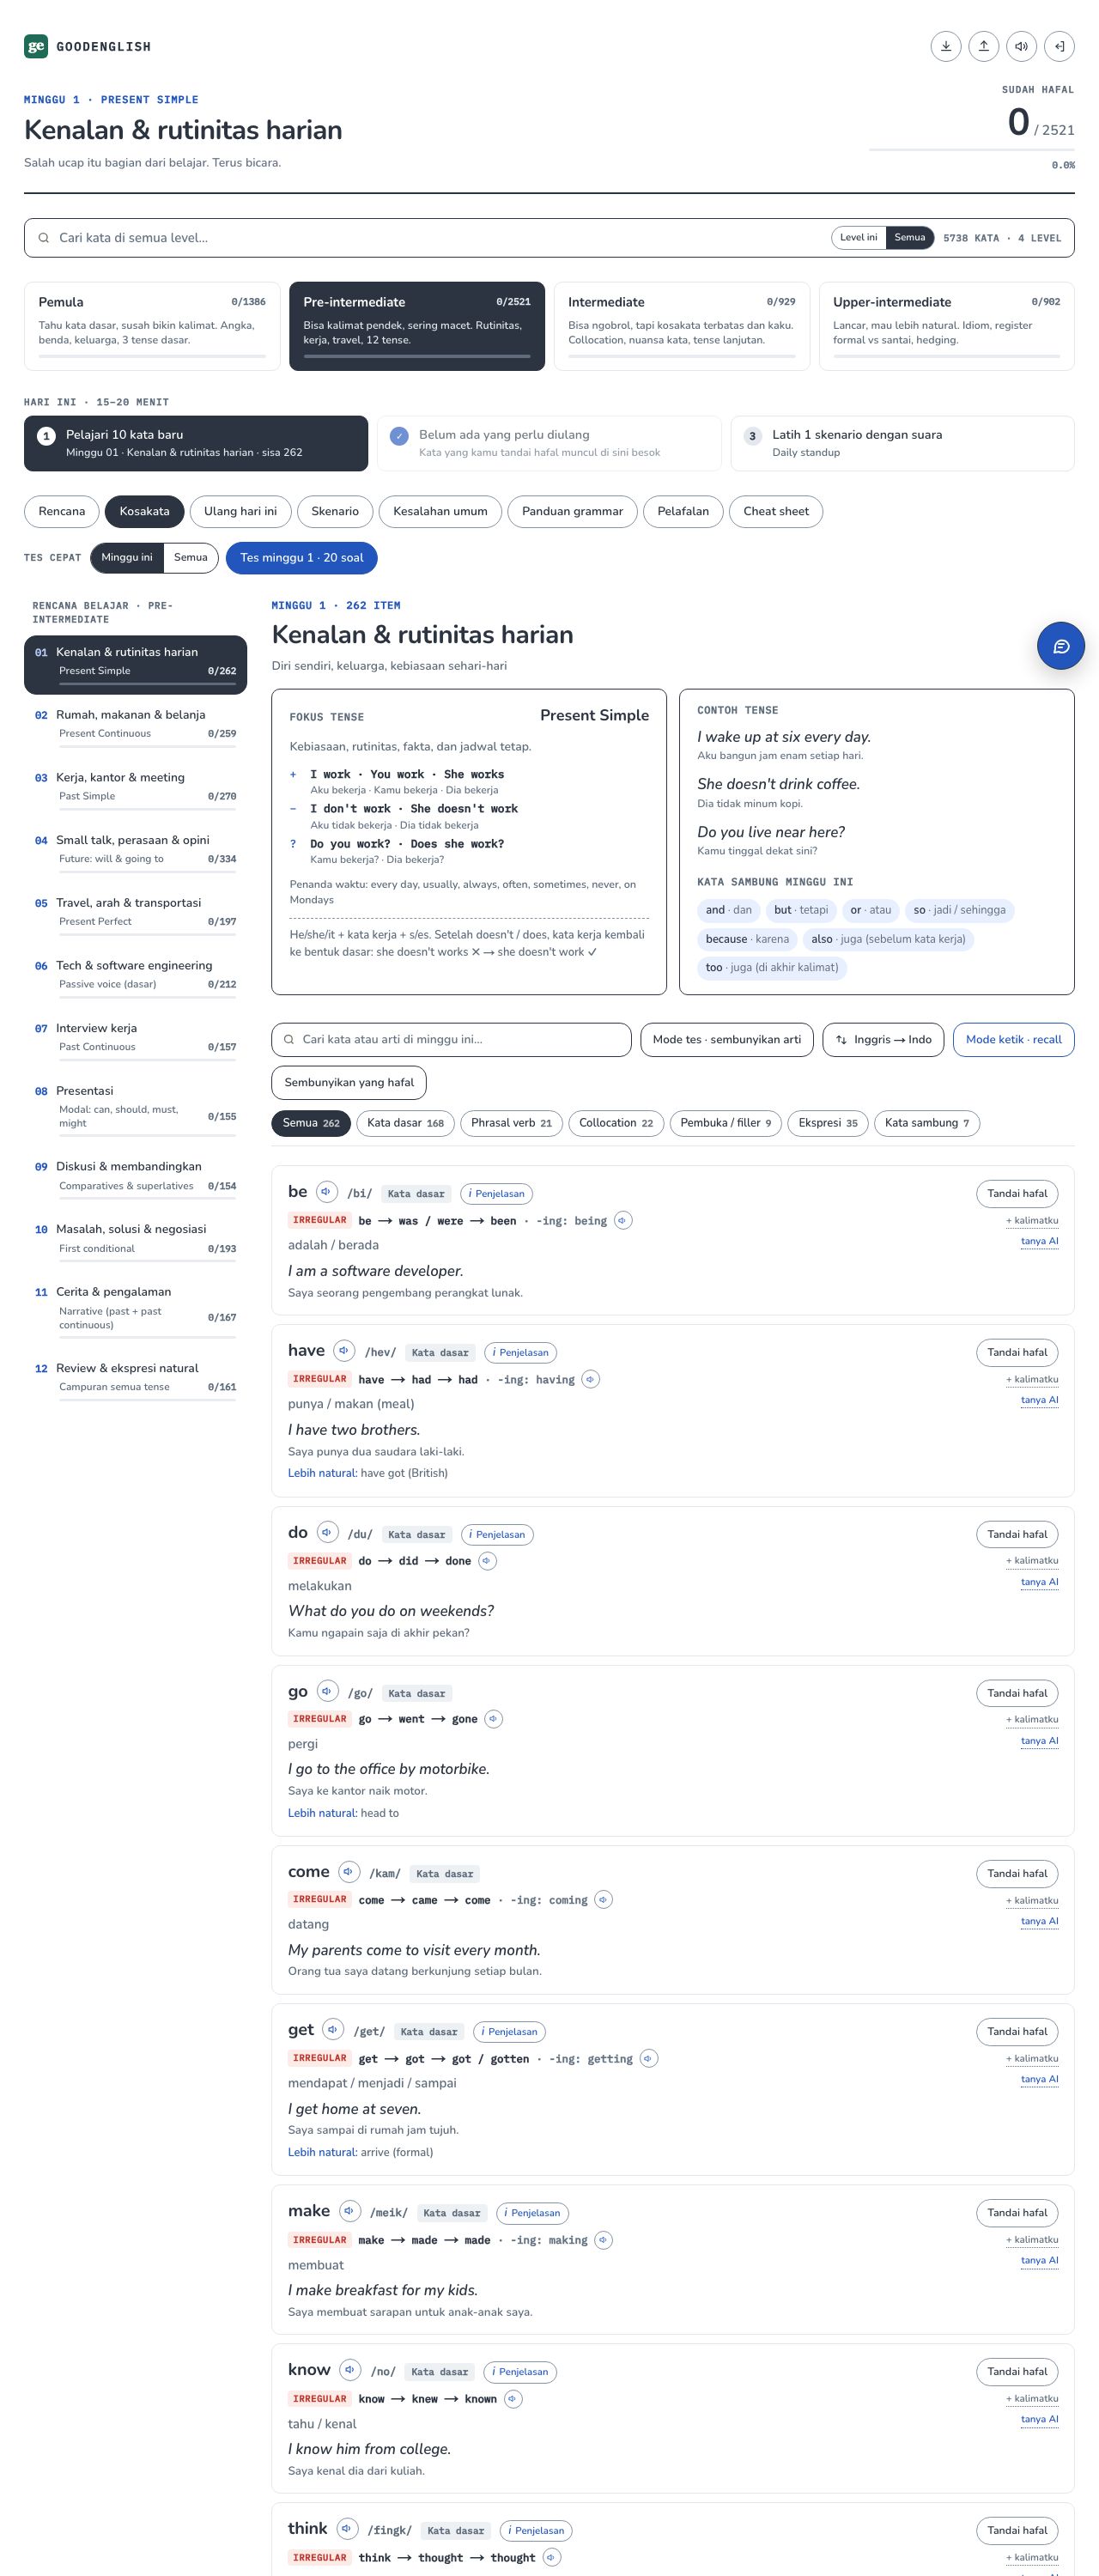 ge GOODENGLISH
MINGGU 1 · PRESENT SIMPLE
Kenalan & rutinitas harian
Salah ucap itu bagian dari belajar. Terus bicara.
SUDAH HAFAL
0 / 2521
0.0%
Cari kata di semua level...
Level ini
Semua
5738 KATA · 4 LEVEL
Pemula 0/1386
Tahu kata dasar, susah bikin kalimat. Angka,
benda, keluarga, 3 tense dasar.
Pre-intermediate 0/2521
Bisa kalimat pendek, sering macet. Rutinitas,
kerja, travel, 12 tense.
Intermediate 0/929
Bisa ngobrol, tapi kosakata terbatas dan kaku.
Collocation, nuansa kata, tense lanjutan.
Upper-intermediate 0/902
Lancar, mau lebih natural. Idiom, register
formal vs santai, hedging.
HARI INI · 15–20 MENIT
1 Pelajari 10 kata baru
Minggu 01 · Kenalan & rutinitas harian · sisa 262
✓ Belum ada yang perlu diulang
Kata yang kamu tandai hafal muncul di sini besok
3 Latih 1 skenario dengan suara
Daily standup
Rencana
Kosakata
Ulang hari ini
Skenario
Kesalahan umum
Panduan grammar
Pelafalan
Cheat sheet
TES CEPAT
Minggu ini
Semua
Tes minggu 1 · 20 soal
RENCANA BELAJAR · PRE-
INTERMEDIATE
01 Kenalan & rutinitas harian
Present Simple 0/262
02 Rumah, makanan & belanja
Present Continuous 0/259
03 Kerja, kantor & meeting
Past Simple 0/270
04 Small talk, perasaan & opini
Future: will & going to 0/334
05 Travel, arah & transportasi
Present Perfect 0/197
06 Tech & software engineering
Passive voice (dasar) 0/212
07 Interview kerja
Past Continuous 0/157
08 Presentasi
Modal: can, should, must,
might 0/155
09 Diskusi & membandingkan
Comparatives & superlatives 0/154
10 Masalah, solusi & negosiasi
First conditional 0/193
11 Cerita & pengalaman
Narrative (past + past
continuous) 0/167
12 Review & ekspresi natural
Campuran semua tense 0/161
MINGGU 1 · 262 ITEM
Kenalan & rutinitas harian
Diri sendiri, keluarga, kebiasaan sehari-hari
FOKUS TENSE Present Simple
Kebiasaan, rutinitas, fakta, dan jadwal tetap.
+ I work · You work · She works
Aku bekerja · Kamu bekerja · Dia bekerja
− I don't work · She doesn't work
Aku tidak bekerja · Dia tidak bekerja
? Do you work? · Does she work?
Kamu bekerja? · Dia bekerja?
Penanda waktu: every day, usually, always, often, sometimes, never, on
Mondays
He/she/it + kata kerja + s/es. Setelah doesn't / does, kata kerja kembali
ke bentuk dasar: she doesn't works ✕ → she doesn't work ✓
CONTOH TENSE
I wake up at six every day.
Aku bangun jam enam setiap hari.
She doesn't drink coffee.
Dia tidak minum kopi.
Do you live near here?
Kamu tinggal dekat sini?
KATA SAMBUNG MINGGU INI
and · dan
but · tetapi
or · atau
so · jadi / sehingga
because · karena
also · juga (sebelum kata kerja)
too · juga (di akhir kalimat)
Cari kata atau arti di minggu ini...
Mode tes · sembunyikan arti
Inggris → Indo
Mode ketik · recall
Sembunyikan yang hafal
Semua 262
Kata dasar 168
Phrasal verb 21
Collocation 22
Pembuka / filler 9
Ekspresi 35
Kata sambung 7
be /bi/ Kata dasar i Penjelasan Tandai hafal
IRREGULAR be → was / were → been · -ing: being + kalimatku
adalah / berada tanya AI
I am a software developer.
Saya seorang pengembang perangkat lunak.
have /hev/ Kata dasar i Penjelasan Tandai hafal
IRREGULAR have → had → had · -ing: having + kalimatku
punya / makan (meal) tanya AI
I have two brothers.
Saya punya dua saudara laki-laki.
Lebih natural: have got (British)
do /du/ Kata dasar i Penjelasan Tandai hafal
IRREGULAR do → did → done + kalimatku
melakukan tanya AI
What do you do on weekends?
Kamu ngapain saja di akhir pekan?
go /go/ Kata dasar Tandai hafal
IRREGULAR go → went → gone + kalimatku
pergi tanya AI
I go to the office by motorbike.
Saya ke kantor naik motor.
Lebih natural: head to
come /kam/ Kata dasar Tandai hafal
IRREGULAR come → came → come · -ing: coming + kalimatku
datang tanya AI
My parents come to visit every month.
Orang tua saya datang berkunjung setiap bulan.
get /get/ Kata dasar i Penjelasan Tandai hafal
IRREGULAR get → got → got / gotten · -ing: getting + kalimatku
mendapat / menjadi / sampai tanya AI
I get home at seven.
Saya sampai di rumah jam tujuh.
Lebih natural: arrive (formal)
make /meik/ Kata dasar i Penjelasan Tandai hafal
IRREGULAR make → made → made · -ing: making + kalimatku
membuat tanya AI
I make breakfast for my kids.
Saya membuat sarapan untuk anak-anak saya.
know /no/ Kata dasar i Penjelasan Tandai hafal
IRREGULAR know → knew → known + kalimatku
tahu / kenal tanya AI
I know him from college.
Saya kenal dia dari kuliah.
think /fingk/ Kata dasar i Penjelasan Tandai hafal
IRREGULAR think → thought → thought + kalimatku